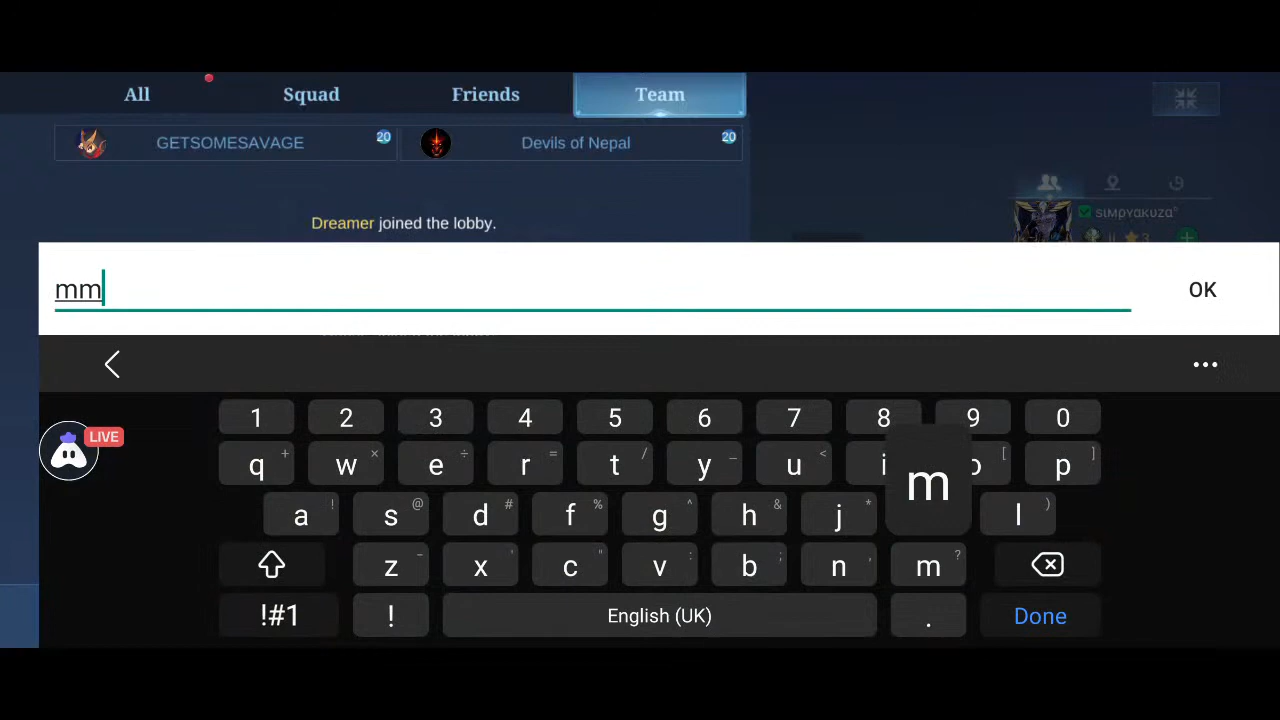 All Squad Friends Team
GETSOMESAVAGE 20 Devils of Nepal 20
Dreamer joined the lobby.
sιмρуαкυzα°
mm OK
LIVE
1 2 3 4 5 6 7 8 9 0
q + w × e ÷ r = t / y _ u < i o [ p ]
a ! s @ d # f % g ^ h & j * m l )
z - x ' c " v : b ; n , m ?
!#1 ! English (UK) . Done